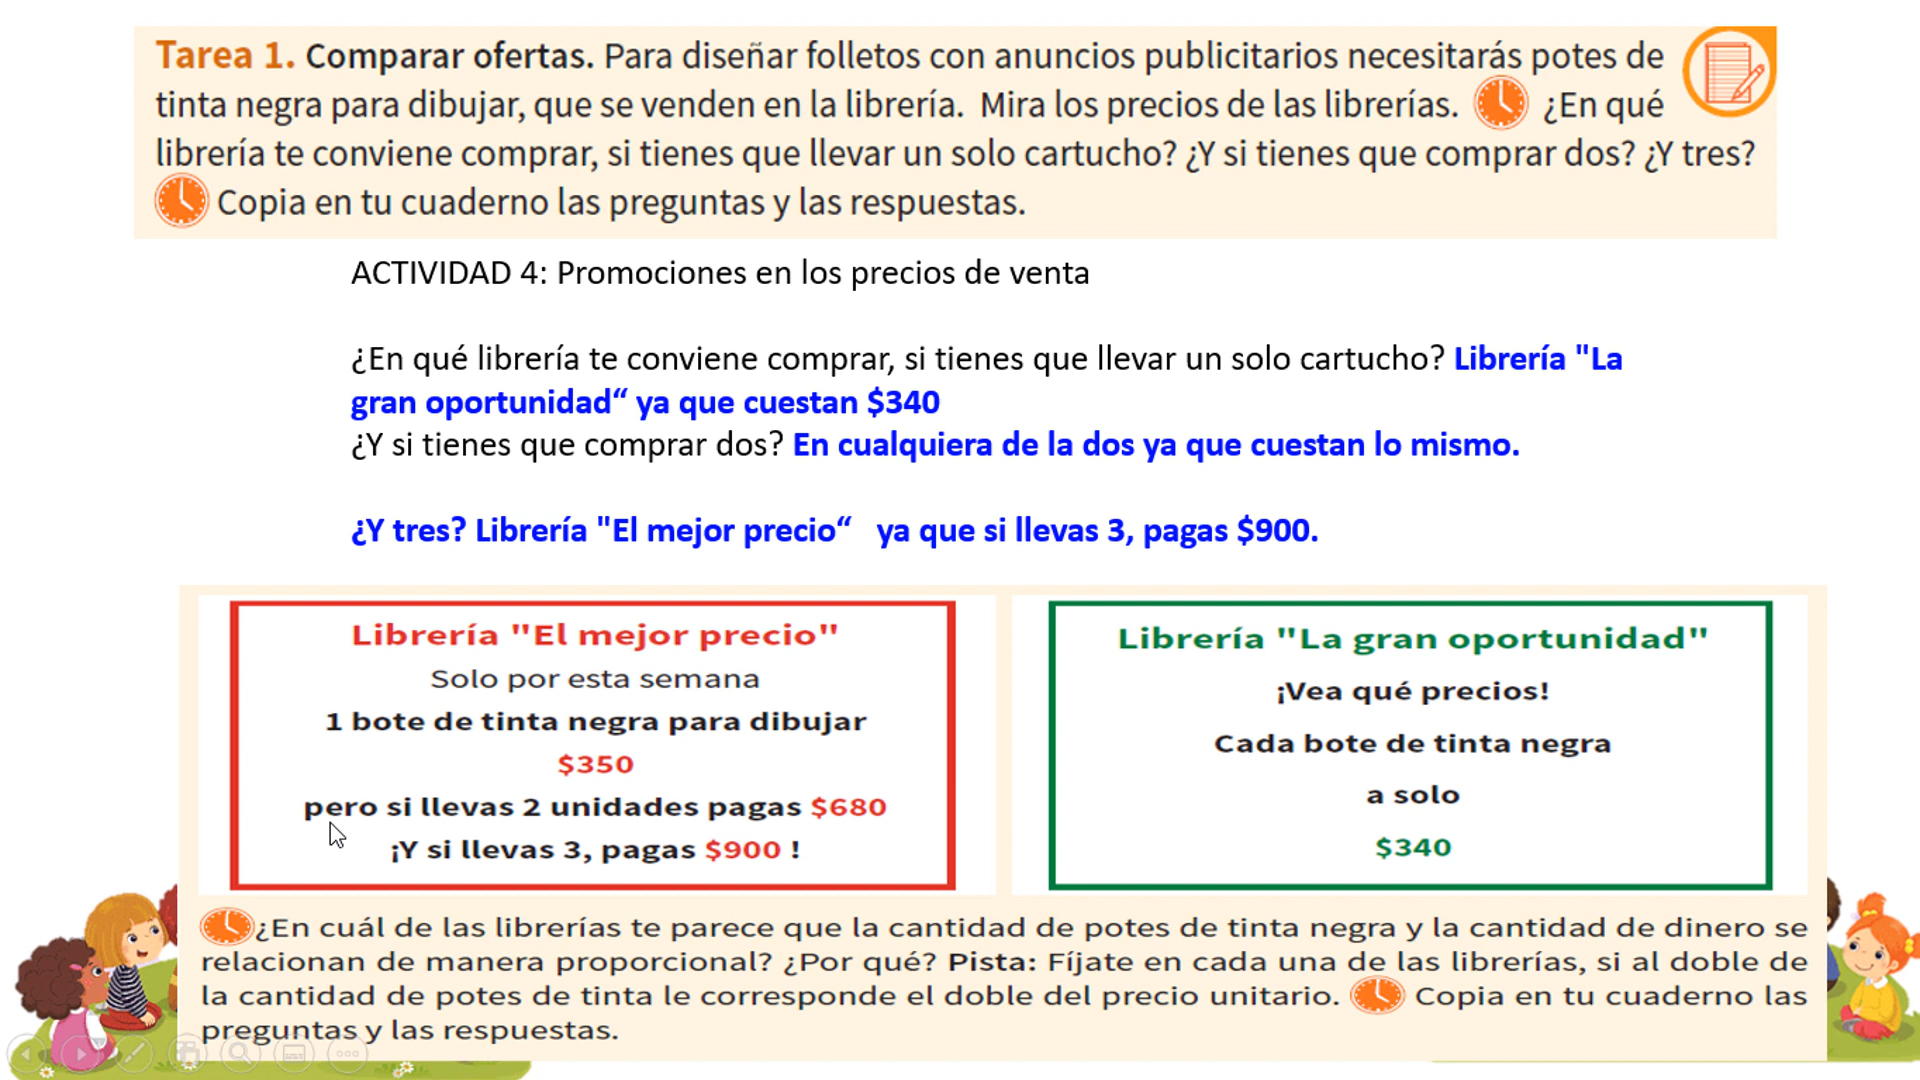 Tarea 1. Comparar ofertas. Para diseñar folletos con anuncios publicitarios necesitarás potes de
tinta negra para dibujar, que se venden en la librería. Mira los precios de las librerías. ¿En qué
librería te conviene comprar, si tienes que llevar un solo cartucho? ¿Y si tienes que comprar dos? ¿Y tres?
Copia en tu cuaderno las preguntas y las respuestas.
ACTIVIDAD 4: Promociones en los precios de venta
¿En qué librería te conviene comprar, si tienes que llevar un solo cartucho? Librería "La
gran oportunidad“ ya que cuestan $340
¿Y si tienes que comprar dos? En cualquiera de la dos ya que cuestan lo mismo.
¿Y tres? Librería "El mejor precio“ ya que si llevas 3, pagas $900.
Librería "El mejor precio"
Solo por esta semana
1 bote de tinta negra para dibujar
$350
pero si llevas 2 unidades pagas $680
¡Y si llevas 3, pagas $900 !
Librería "La gran oportunidad"
¡Vea qué precios!
Cada bote de tinta negra
a solo
$340
¿En cuál de las librerías te parece que la cantidad de potes de tinta negra y la cantidad de dinero se
relacionan de manera proporcional? ¿Por qué? Pista: Fíjate en cada una de las librerías, si al doble de
la cantidad de potes de tinta le corresponde el doble del precio unitario. Copia en tu cuaderno las
preguntas y las respuestas.